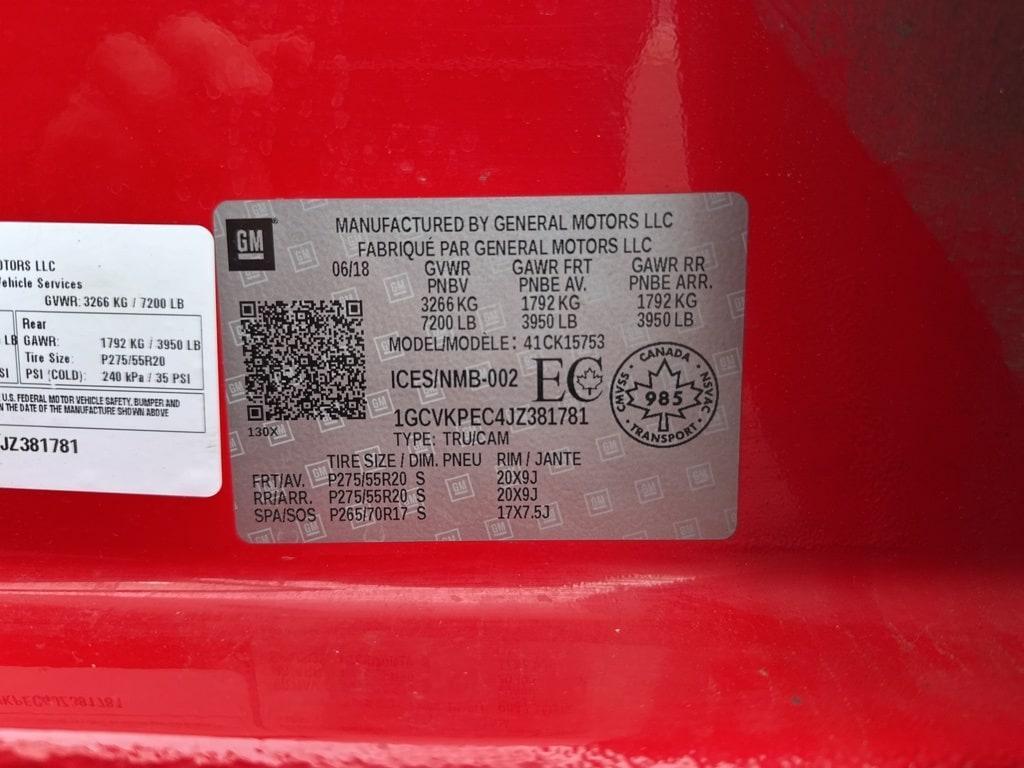 OTORS LLC
Vehicle Services
GVWR: 3266 KG / 7200 LB
Rear
LB
GAWR: 1792 KG / 3950 LB
Tire Size: P275/55R20
SI
PSI (COLD): 240 kPa / 35 PSI
U.S. FEDERAL MOTOR VEHICLE SAFETY, BUMPER AND
IN THE DATE OF THE MANUFACTURE SHOWN ABOVE
JZ381781
GM
MANUFACTURED BY GENERAL MOTORS LLC
FABRIQUÉ PAR GENERAL MOTORS LLC
06/18 GVWR GAWR FRT GAWR RR
PNBV PNBE AV. PNBE ARR.
3266 KG 1792 KG 1792 KG
7200 LB 3950 LB 3950 LB
MODEL/MODÈLE: 41CK15753
ICES/NMB-002 EC
CANADA
CMVSS 985 NSVAC
TRANSPORT
1GCVKPEC4JZ381781
130X
TYPE: TRU/CAM
TIRE SIZE / DIM. PNEU RIM / JANTE
FRT/AV. P275/55R20 S 20X9J
RR/ARR. P275/55R20 S 20X9J
SPA/SOS P265/70R17 S 17X7.5J